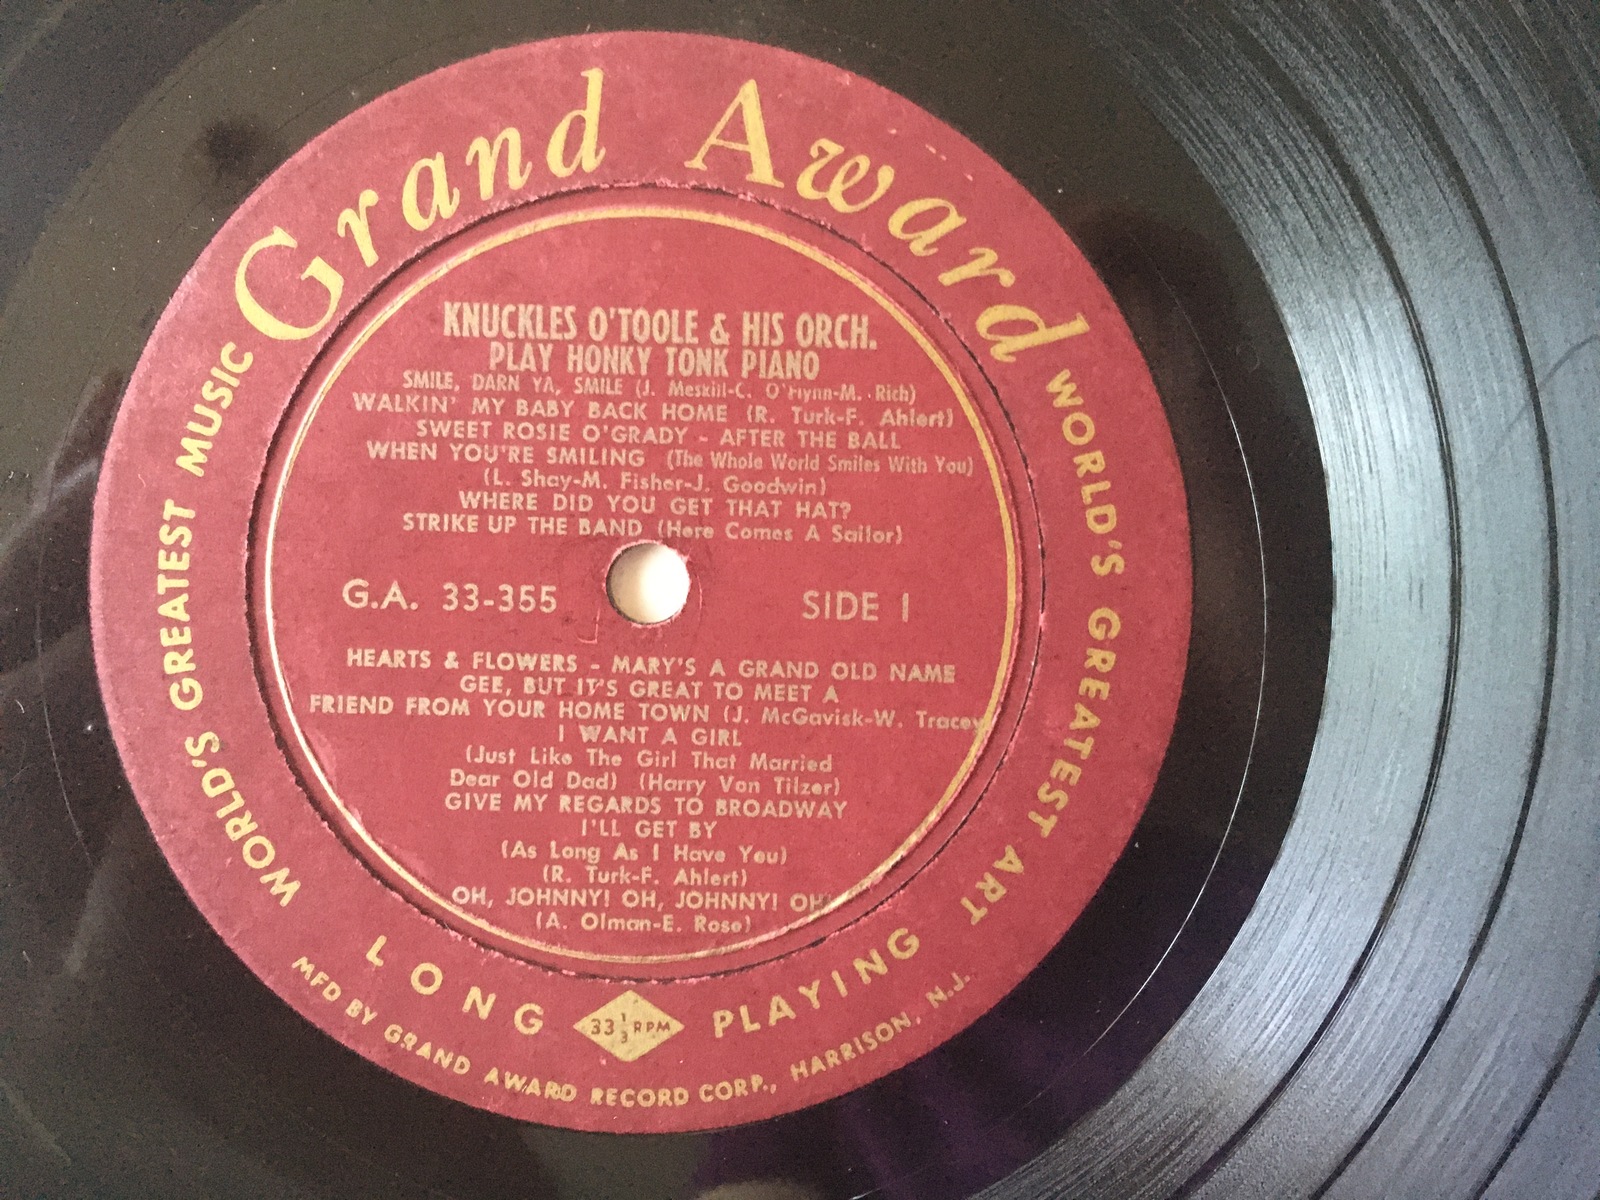 Grand Award
WORLD'S GREATEST MUSIC
WORLD'S GREATEST ART
KNUCKLES O'TOOLE & HIS ORCH.
PLAY HONKY TONK PIANO
SMILE, DARN YA, SMILE (J. Meskill-C. O'Flynn-M. Rich)
WALKIN' MY BABY BACK HOME (R. Turk-F. Ahlert)
SWEET ROSIE O'GRADY - AFTER THE BALL
WHEN YOU'RE SMILING (The Whole World Smiles With You)
(L. Shay-M. Fisher-J. Goodwin)
WHERE DID YOU GET THAT HAT?
STRIKE UP THE BAND (Here Comes A Sailor)
G.A. 33-355 SIDE 1
HEARTS & FLOWERS - MARY'S A GRAND OLD NAME
GEE, BUT IT'S GREAT TO MEET A
FRIEND FROM YOUR HOME TOWN (J. McGavisk-W. Tracey
I WANT A GIRL
(Just Like The Girl That Married
Dear Old Dad) (Harry Von Tilzer)
GIVE MY REGARDS TO BROADWAY
I'LL GET BY
(As Long As I Have You)
(R. Turk-F. Ahlert)
OH, JOHNNY! OH, JOHNNY! OH!
(A. Olman-E. Rose)
LONG 33 1/3 RPM PLAYING
MFD BY GRAND AWARD RECORD CORP., HARRISON, N.J.